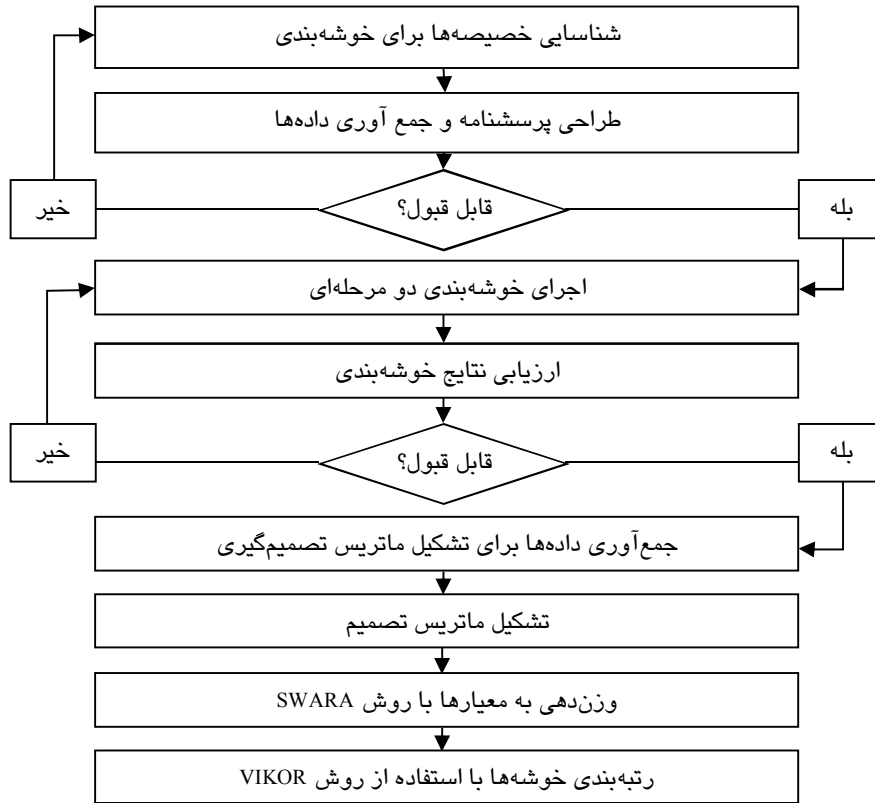 شناسایی خصیصه‌ها برای خوشه‌بندی
طراحی پرسشنامه و جمع آوری داده‌ها
قابل قبول؟
بله
خیر
اجرای خوشه‌بندی دو مرحله‌ای
ارزیابی نتایج خوشه‌بندی
قابل قبول؟
بله
خیر
جمع‌آوری داده‌ها برای تشکیل ماتریس تصمیم‌گیری
تشکیل ماتریس تصمیم
وزن‌دهی به معیارها با روش SWARA
رتبه‌بندی خوشه‌ها با استفاده از روش VIKOR